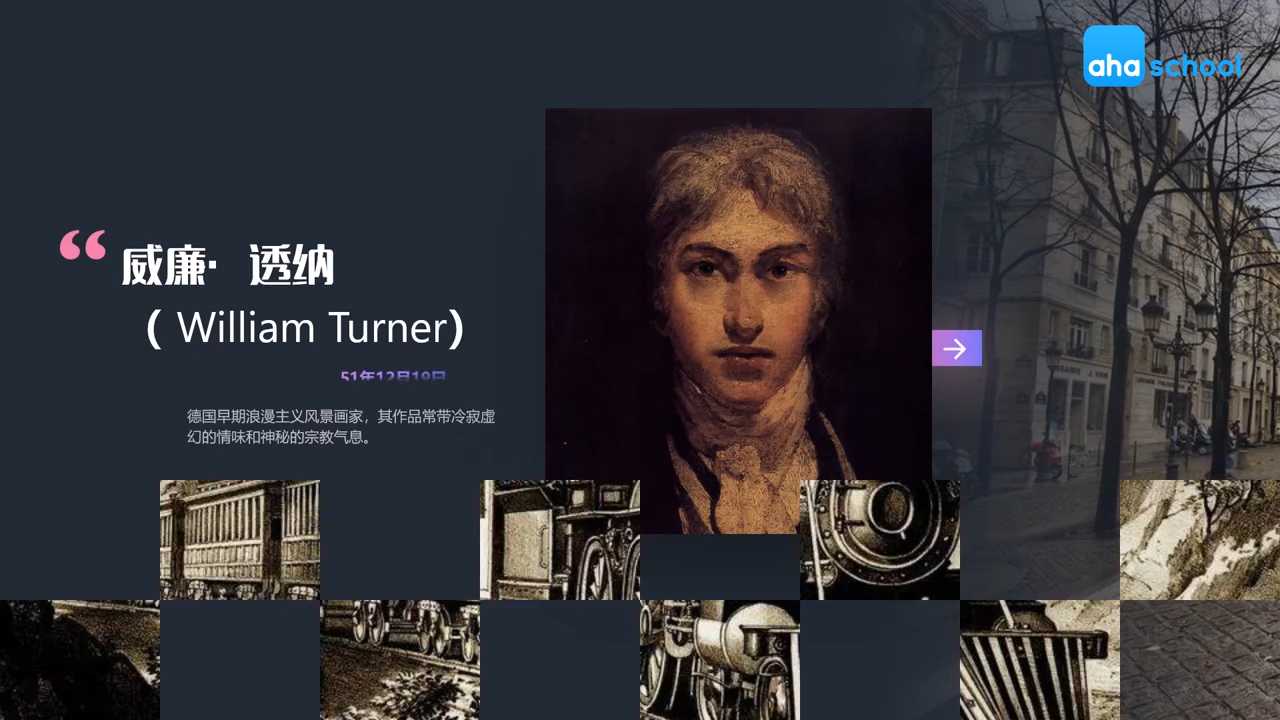 aha school
威廉· 透纳
( William Turner)
51年12月19日
德国早期浪漫主义风景画家，其作品常带冷寂虚
幻的情味和神秘的宗教气息。